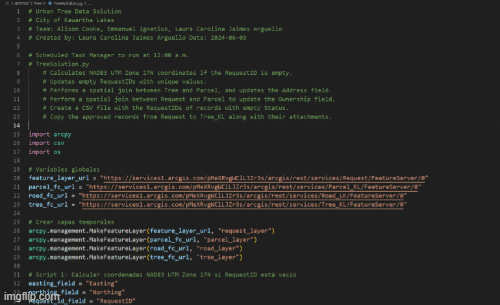 C: > APRX02 > tree > TreeSolution.py > ...
1 # Urban Tree Data Solution
2 # City of Kawartha Lakes
3 # Team: Alison Cooke, Emmanuel Ignatius, Laura Carolina Jaimes Arguello
4 # Created by: Laura Carolina Jaimes Arguello Date: 2024-06-03
5
6 # Scheduled Task Manager to run at 12:00 a.m.
7 # TreeSolution.py
8 # Calculates NAD83 UTM Zone 17N coordinates if the RequestID is empty.
9 # Updates empty RequestIDs with unique values.
10 # Performs a spatial join between Tree and Parcel, and updates the Address field.
11 # Perform a spatial join between Request and Parcel to update the Ownership field.
12 # Create a CSV file with the RequestIDs of records with empty Status.
13 # Copy the approved records from Request to Tree_KL along with their attachments.
14
15 import arcpy
16 import csv
17 import os
18
19 # Variables globales
20 feature_layer_url = "https://services1.arcgis.com/pMeXRvgWClLJZr3s/arcgis/rest/services/Request/FeatureServer/0"
21 parcel_fc_url = "https://services1.arcgis.com/pMeXRvgWClLJZr3s/arcgis/rest/services/Parcel_KL/FeatureServer/0"
22 road_fc_url = "https://services1.arcgis.com/pMeXRvgWClLJZr3s/arcgis/rest/services/Road_LK/FeatureServer/0"
23 tree_fc_url = "https://services1.arcgis.com/pMeXRvgWClLJZr3s/arcgis/rest/services/Tree_KL/FeatureServer/0"
24
25 # Crear capas temporales
26 arcpy.management.MakeFeatureLayer(feature_layer_url, "request_layer")
27 arcpy.management.MakeFeatureLayer(parcel_fc_url, "parcel_layer")
28 arcpy.management.MakeFeatureLayer(road_fc_url, "road_layer")
29 arcpy.management.MakeFeatureLayer(tree_fc_url, "tree_layer")
30
31 # Script 1: Calcular coordenadas NAD83 UTM Zone 17N si RequestID está vacío
32 easting_field = "Easting"
northing_field = "Northing"
request_id_field = "RequestID"
imgflip.com